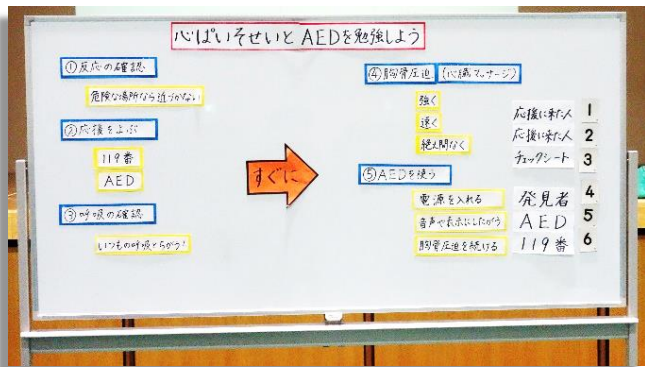 心ぱいそせいとAEDを勉強しよう
①反応の確認
危険な場所なら近づかない
②応援をよぶ
119番
AED
③呼吸の確認
いつもの呼吸とちがう!
すぐに
④胸骨圧迫 (心臓マッサージ)
強く
速く
絶え間なく
⑤AEDを使う
電源を入れる
音声や表示にしたがう
胸骨圧迫を続ける
応援に来た人 1
応援に来た人 2
チェックシート 3
発見者 4
AED 5
119番 6